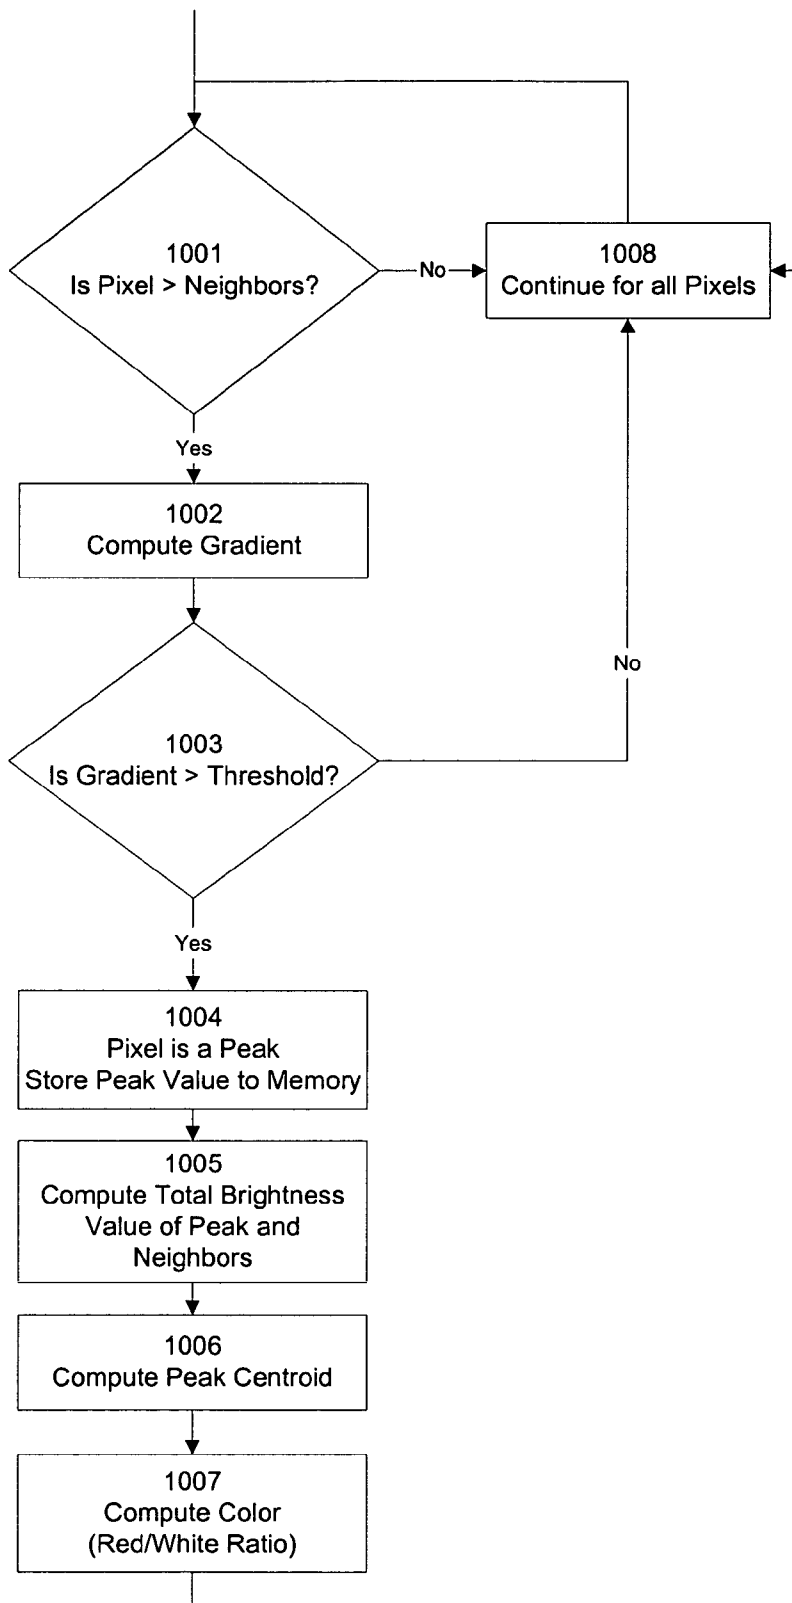 1001
Is Pixel > Neighbors?
No
1008
Continue for all Pixels
Yes
1002
Compute Gradient
No
1003
Is Gradient > Threshold?
Yes
1004
Pixel is a Peak
Store Peak Value to Memory
1005
Compute Total Brightness
Value of Peak and
Neighbors
1006
Compute Peak Centroid
1007
Compute Color
(Red/White Ratio)